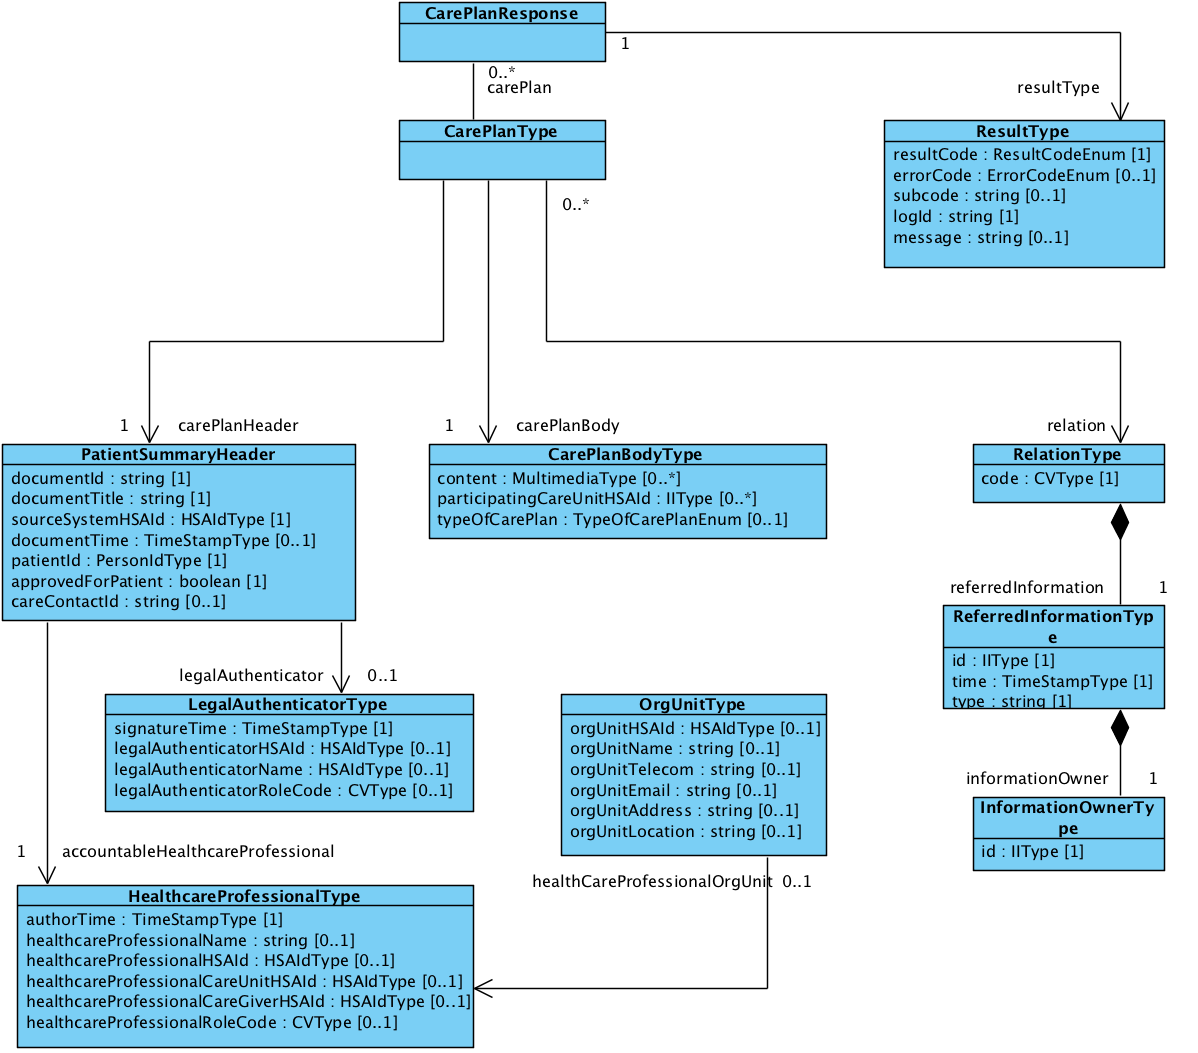 CarePlanResponse
1
0..*
carePlan
resultType
CarePlanType
ResultType
resultCode : ResultCodeEnum [1]
errorCode : ErrorCodeEnum [0..1]
subcode : string [0..1]
logId : string [1]
message : string [0..1]
0..*
1
carePlanHeader
1
carePlanBody
relation
PatientSummaryHeader
documentId : string [1]
documentTitle : string [1]
sourceSystemHSAId : HSAIdType [1]
documentTime : TimeStampType [0..1]
patientId : PersonIdType [1]
approvedForPatient : boolean [1]
careContactId : string [0..1]
CarePlanBodyType
content : MultimediaType [0..*]
participatingCareUnitHSAId : IIType [0..*]
typeOfCarePlan : TypeOfCarePlanEnum [0..1]
RelationType
code : CVType [1]
referredInformation
1
ReferredInformationTyp
e
id : IIType [1]
time : TimeStampType [1]
type : string [1]
legalAuthenticator
0..1
LegalAuthenticatorType
signatureTime : TimeStampType [1]
legalAuthenticatorHSAId : HSAIdType [0..1]
legalAuthenticatorName : HSAIdType [0..1]
legalAuthenticatorRoleCode : CVType [0..1]
OrgUnitType
orgUnitHSAId : HSAIdType [0..1]
orgUnitName : string [0..1]
orgUnitTelecom : string [0..1]
orgUnitEmail : string [0..1]
orgUnitAddress : string [0..1]
orgUnitLocation : string [0..1]
informationOwner
1
InformationOwnerTy
pe
id : IIType [1]
1
accountableHealthcareProfessional
healthCareProfessionalOrgUnit
0..1
HealthcareProfessionalType
authorTime : TimeStampType [1]
healthcareProfessionalName : string [0..1]
healthcareProfessionalHSAId : HSAIdType [0..1]
healthcareProfessionalCareUnitHSAId : HSAIdType [0..1]
healthcareProfessionalCareGiverHSAId : HSAIdType [0..1]
healthcareProfessionalRoleCode : CVType [0..1]